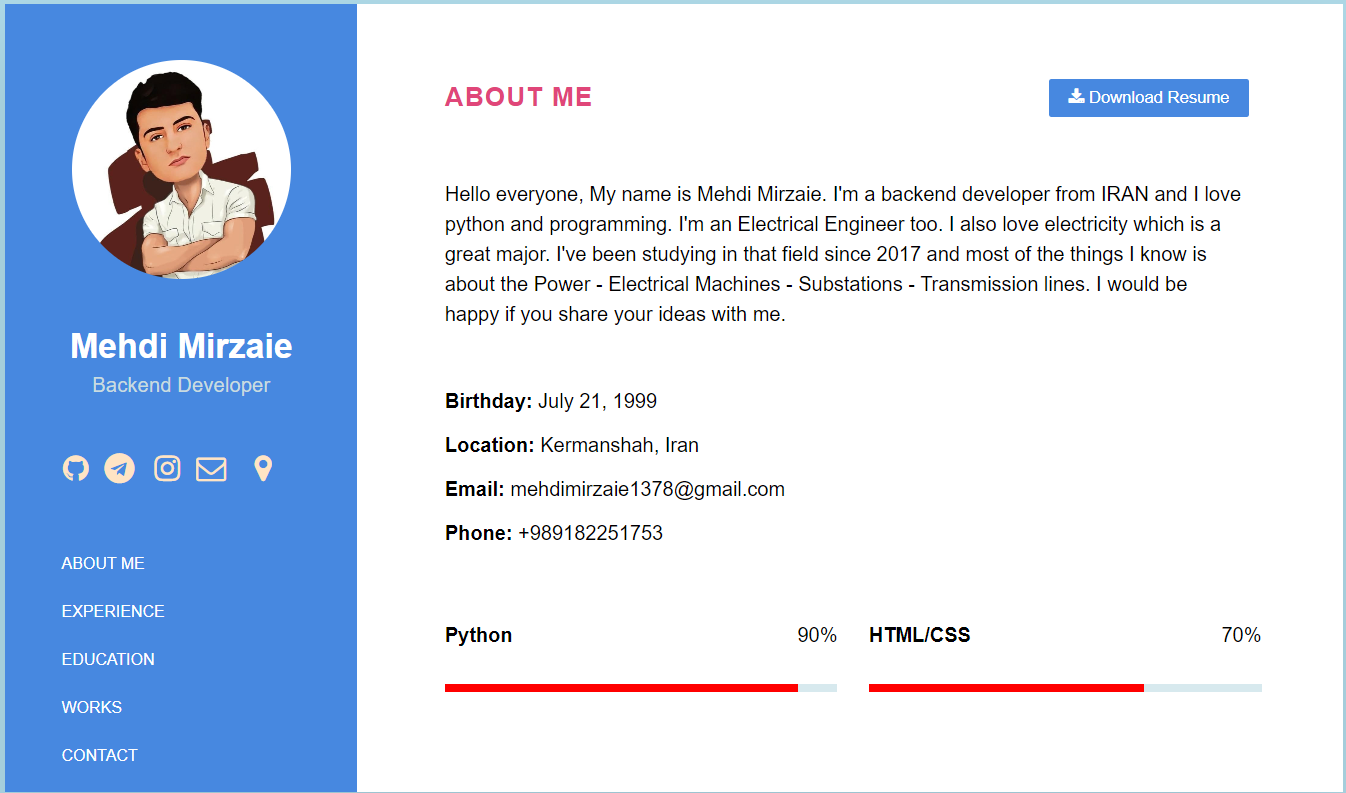 Mehdi Mirzaie
Backend Developer
ABOUT ME
EXPERIENCE
EDUCATION
WORKS
CONTACT
ABOUT ME
Download Resume
Hello everyone, My name is Mehdi Mirzaie. I'm a backend developer from IRAN and I love
python and programming. I'm an Electrical Engineer too. I also love electricity which is a
great major. I've been studying in that field since 2017 and most of the things I know is
about the Power - Electrical Machines - Substations - Transmission lines. I would be
happy if you share your ideas with me.
Birthday: July 21, 1999
Location: Kermanshah, Iran
Email: mehdimirzaie1378@gmail.com
Phone: +989182251753
Python 90%
HTML/CSS 70%